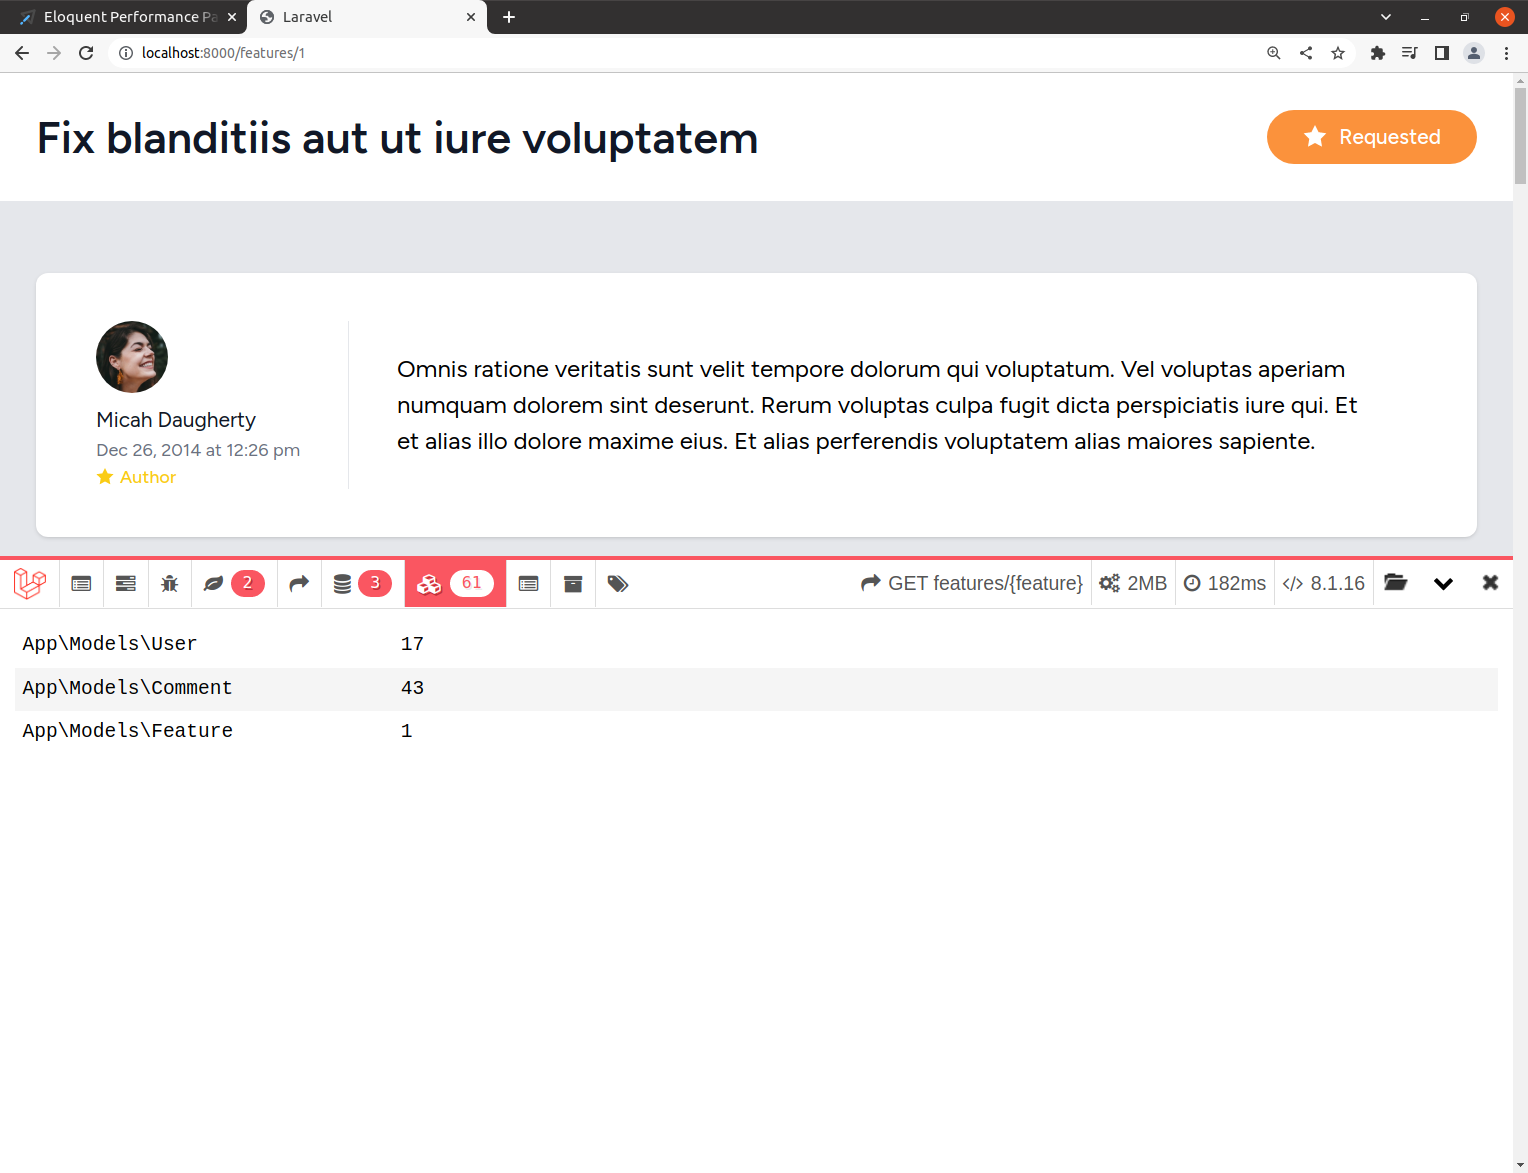 Eloquent Performance Pa
Laravel
localhost:8000/features/1
Fix blanditiis aut ut iure voluptatem
Requested
Micah Daugherty
Dec 26, 2014 at 12:26 pm
Author
Omnis ratione veritatis sunt velit tempore dolorum qui voluptatum. Vel voluptas aperiam
numquam dolorem sint deserunt. Rerum voluptas culpa fugit dicta perspiciatis iure qui. Et
et alias illo dolore maxime eius. Et alias perferendis voluptatem alias maiores sapiente.
2 3 61 GET features/{feature} 2MB 182ms 8.1.16
App\Models\User 17
App\Models\Comment 43
App\Models\Feature 1